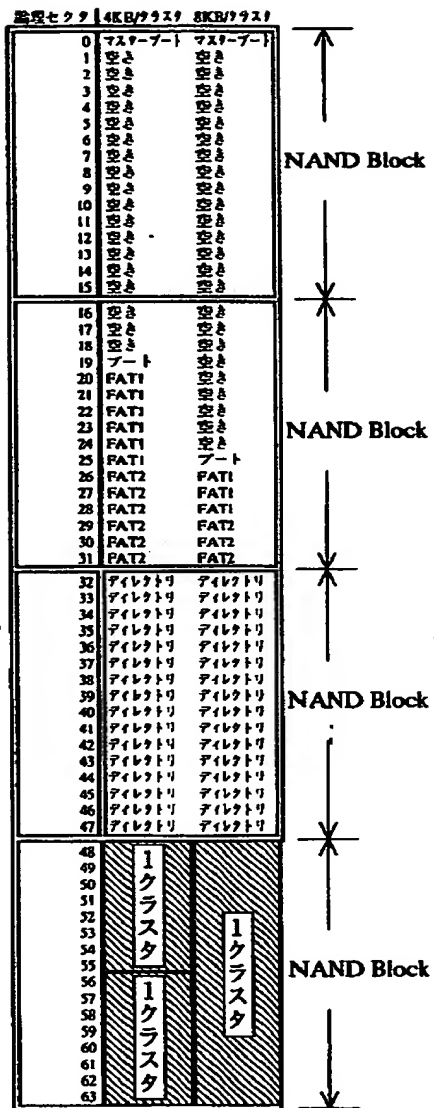 論理セクタ 4KB/クラスタ 8KB/クラスタ
0 マスターブート マスターブート
1 空き 空き
2 空き 空き
3 空き 空き
4 空き 空き
5 空き 空き
6 空き 空き
7 空き 空き
8 空き 空き
9 空き 空き
10 空き 空き
11 空き 空き
12 空き 空き
13 空き 空き
14 空き 空き
15 空き 空き
NAND Block
16 空き 空き
17 空き 空き
18 空き 空き
19 ブート 空き
20 FAT1 空き
21 FAT1 空き
22 FAT1 空き
23 FAT1 空き
24 FAT1 空き
25 FAT1 ブート
26 FAT2 FAT1
27 FAT2 FAT1
28 FAT2 FAT1
29 FAT2 FAT2
30 FAT2 FAT2
31 FAT2 FAT2
NAND Block
32 ディレクトリ ディレクトリ
33 ディレクトリ ディレクトリ
34 ディレクトリ ディレクトリ
35 ディレクトリ ディレクトリ
36 ディレクトリ ディレクトリ
37 ディレクトリ ディレクトリ
38 ディレクトリ ディレクトリ
39 ディレクトリ ディレクトリ
40 ディレクトリ ディレクトリ
41 ディレクトリ ディレクトリ
42 ディレクトリ ディレクトリ
43 ディレクトリ ディレクトリ
44 ディレクトリ ディレクトリ
45 ディレクトリ ディレクトリ
46 ディレクトリ ディレクトリ
47 ディレクトリ ディレクトリ
NAND Block
48
49
50
51
52
53
54
55
56
57
58
59
60
61
62
63
1クラスタ
1クラスタ
1クラスタ
NAND Block